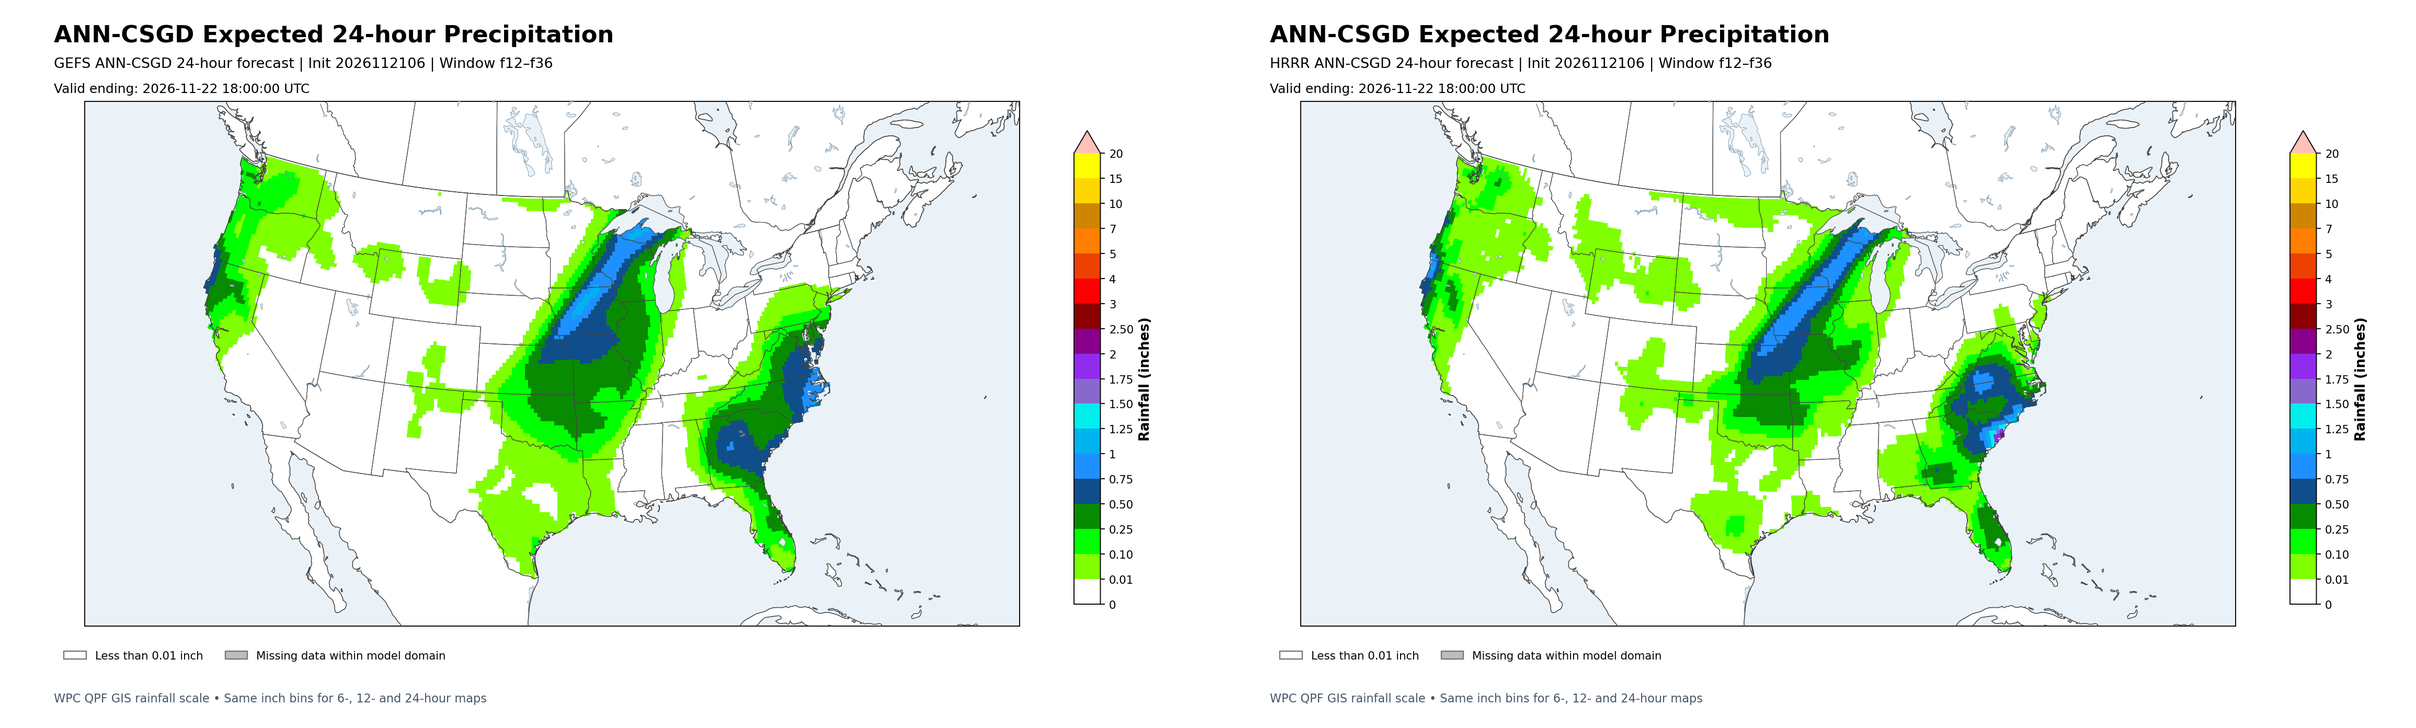 ANN-CSGD Expected 24-hour Precipitation
GEFS ANN-CSGD 24-hour forecast | Init 2026112106 | Window f12–f36
Valid ending: 2026-11-22 18:00:00 UTC
20
15
10
7
5
4
3
2.50
2
1.75
1.50
1.25
1
0.75
0.50
0.25
0.10
0.01
0
Rainfall (inches)
Less than 0.01 inch
Missing data within model domain
WPC QPF GIS rainfall scale • Same inch bins for 6-, 12- and 24-hour maps
ANN-CSGD Expected 24-hour Precipitation
HRRR ANN-CSGD 24-hour forecast | Init 2026112106 | Window f12–f36
Valid ending: 2026-11-22 18:00:00 UTC
20
15
10
7
5
4
3
2.50
2
1.75
1.50
1.25
1
0.75
0.50
0.25
0.10
0.01
0
Rainfall (inches)
Less than 0.01 inch
Missing data within model domain
WPC QPF GIS rainfall scale • Same inch bins for 6-, 12- and 24-hour maps